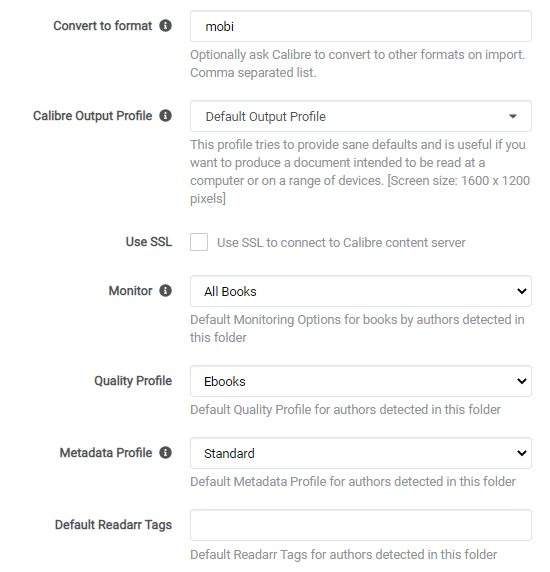 Convert to format
mobi
Optionally ask Calibre to convert to other formats on import.
Comma separated list.
Calibre Output Profile
Default Output Profile
This profile tries to provide sane defaults and is useful if you
want to produce a document intended to be read at a
computer or on a range of devices. [Screen size: 1600 x 1200
pixels]
Use SSL
Use SSL to connect to Calibre content server
Monitor
All Books
Default Monitoring Options for books by authors detected in
this folder
Quality Profile
Ebooks
Default Quality Profile for authors detected in this folder
Metadata Profile
Standard
Default Metadata Profile for authors detected in this folder
Default Readarr Tags
Default Readarr Tags for authors detected in this folder